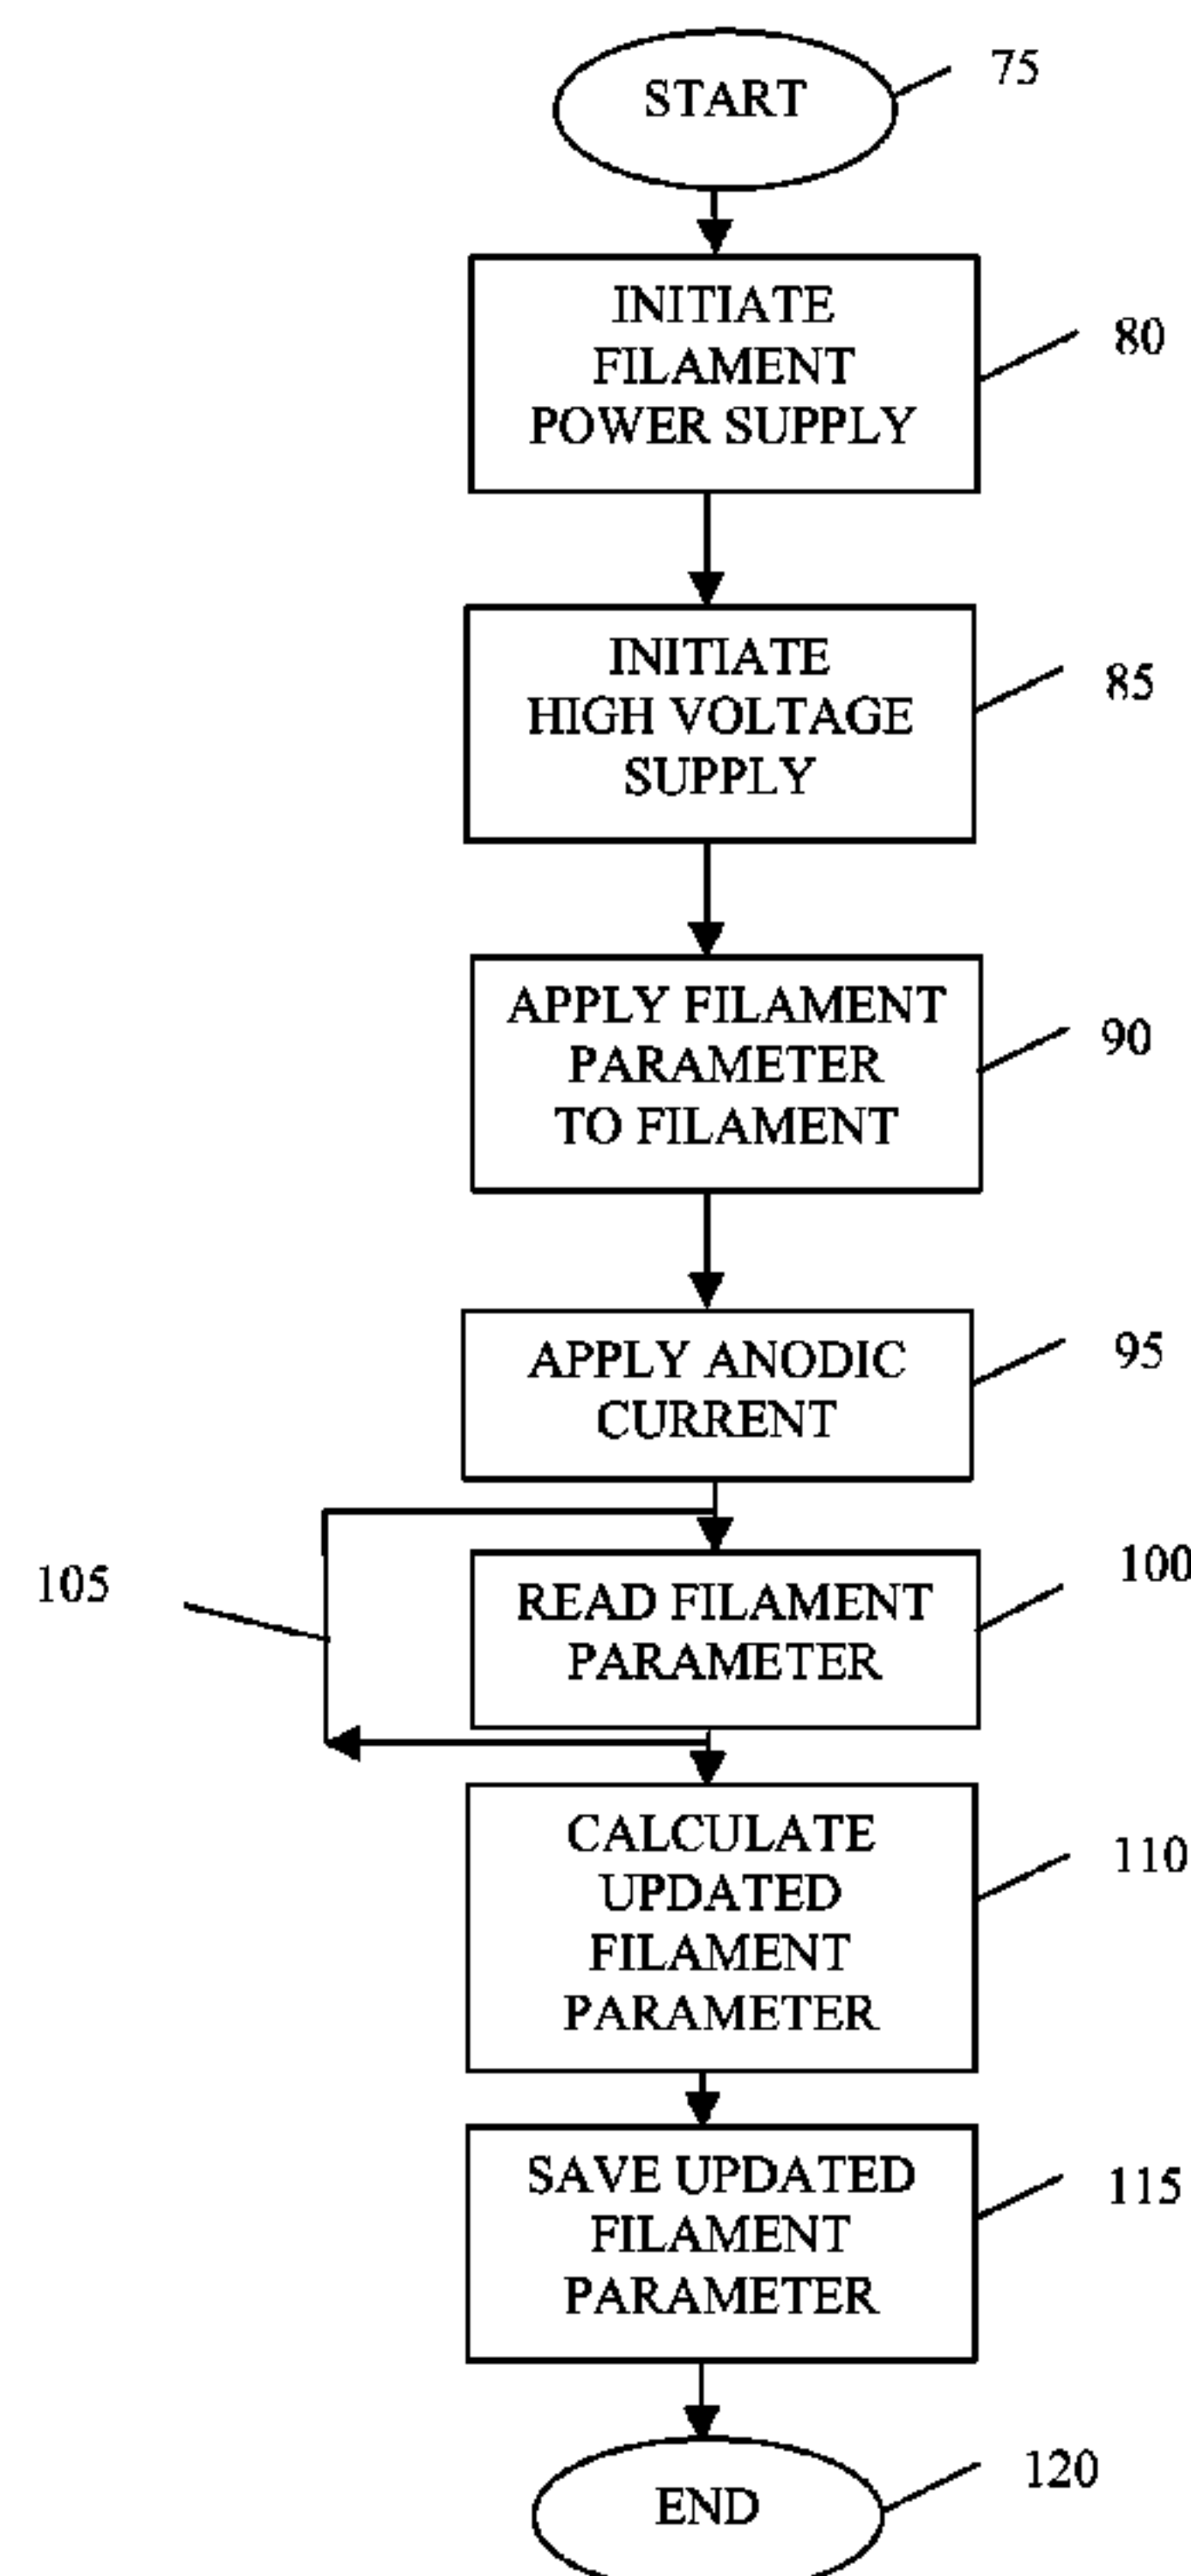 START
75
INITIATE
FILAMENT
POWER SUPPLY
80
INITIATE
HIGH VOLTAGE
SUPPLY
85
APPLY FILAMENT
PARAMETER
TO FILAMENT
90
APPLY ANODIC
CURRENT
95
105
READ FILAMENT
PARAMETER
100
CALCULATE
UPDATED
FILAMENT
PARAMETER
110
SAVE UPDATED
FILAMENT
PARAMETER
115
END
120